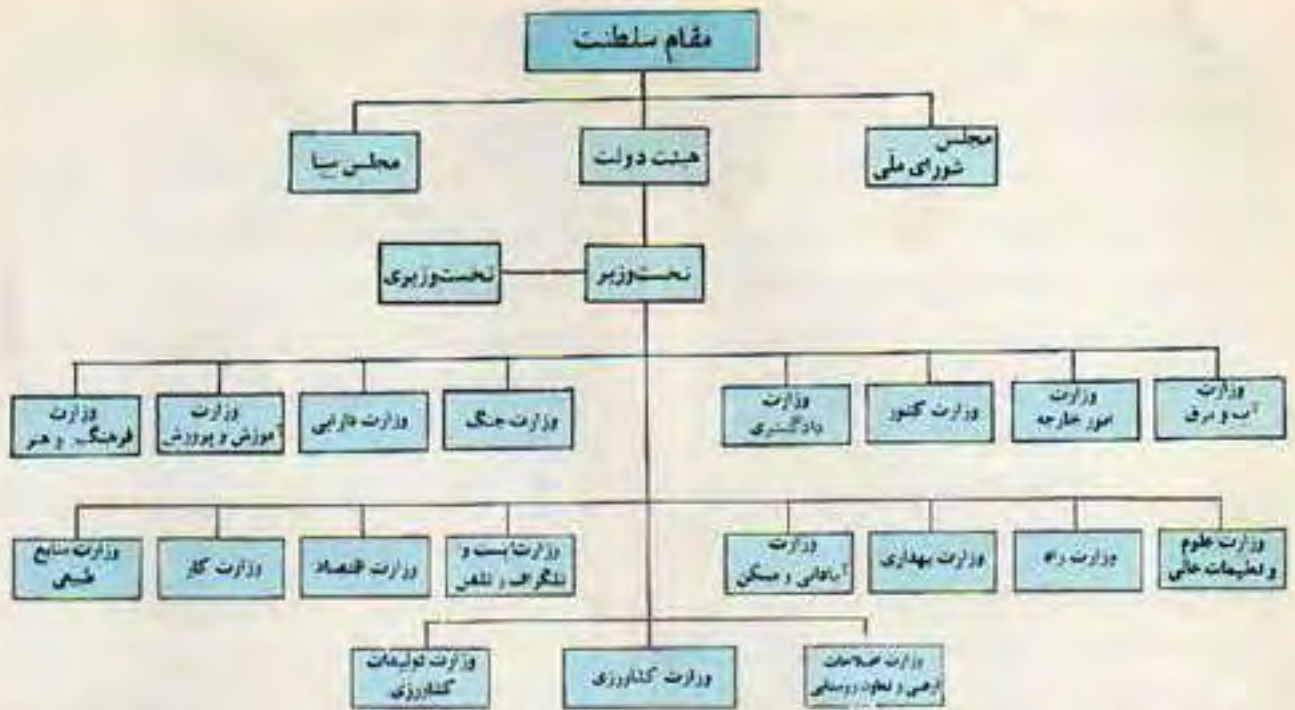 مقام سلطنت
مجلس
شورای ملّی
هیئت دولت
مجلس سنا
نخست‌وزیر
نخست‌وزیری
وزارت
آب و برق
وزارت
امور خارجه
وزارت کشور
وزارت
دادگستری
وزارت جنگ
وزارت دارایی
وزارت
آموزش و پرورش
وزارت
فرهنگ و هنر
وزارت علوم
و تعلیمات عالی
وزارت راه
وزارت بهداری
وزارت
آبادانی و مسکن
وزارت پست و
تلگراف و تلفن
وزارت اقتصاد
وزارت کار
وزارت منابع
طبیعی
وزارت اصلاحات
ارضی و تعاون روستایی
وزارت کشاورزی
وزارت تولیدات
کشاورزی